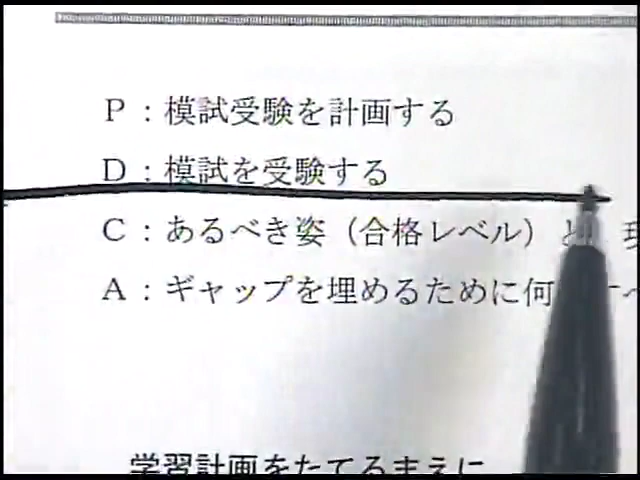 P：模試受験を計画する
D：模試を受験する
C：あるべき姿（合格レベル）と
A：ギャップを埋めるために何
学習計画をたてるまえに